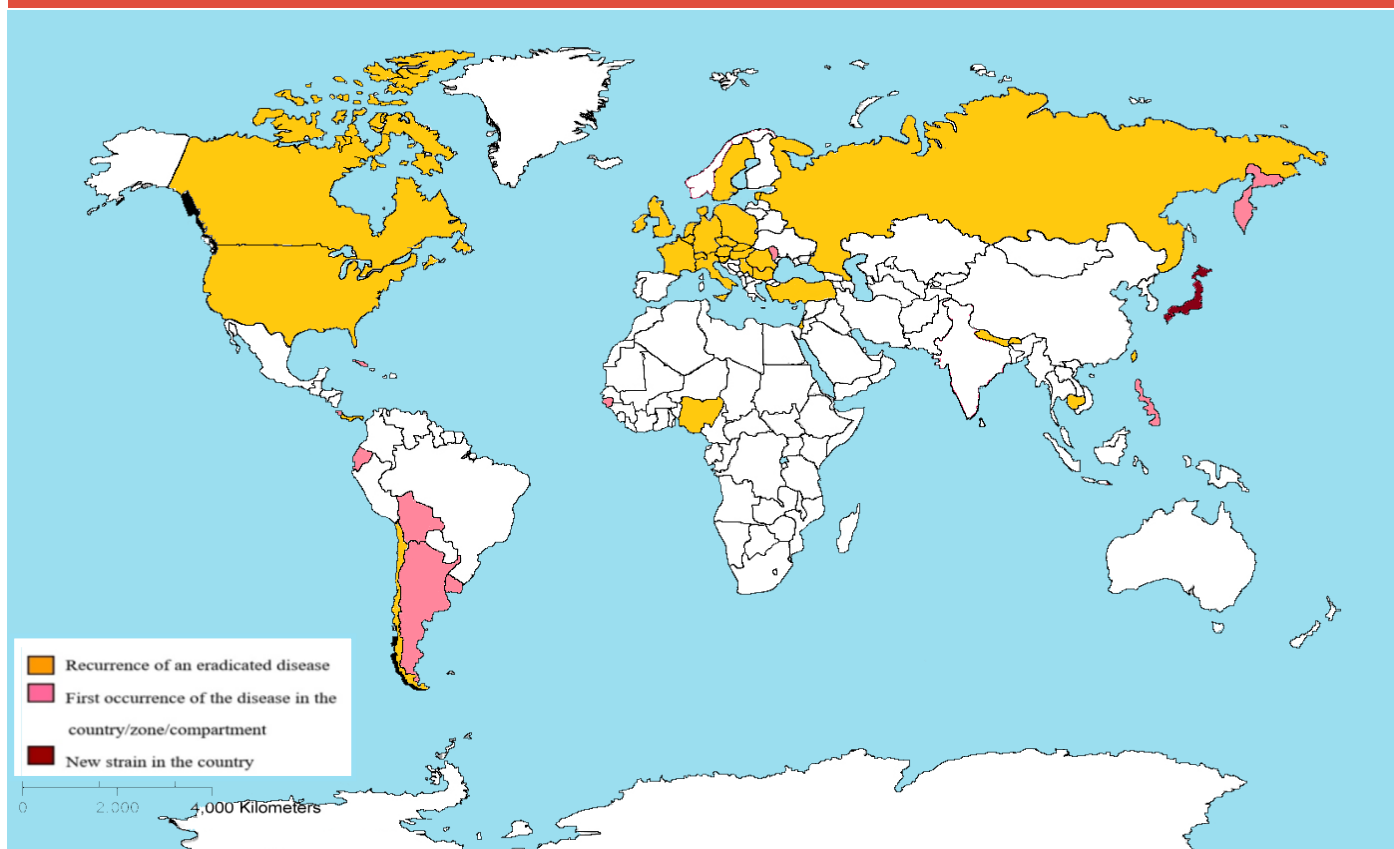 Recurrence of an eradicated disease
First occurrence of the disease in the
country/zone/compartment
New strain in the country
0 2.000 4,000 Kilometers